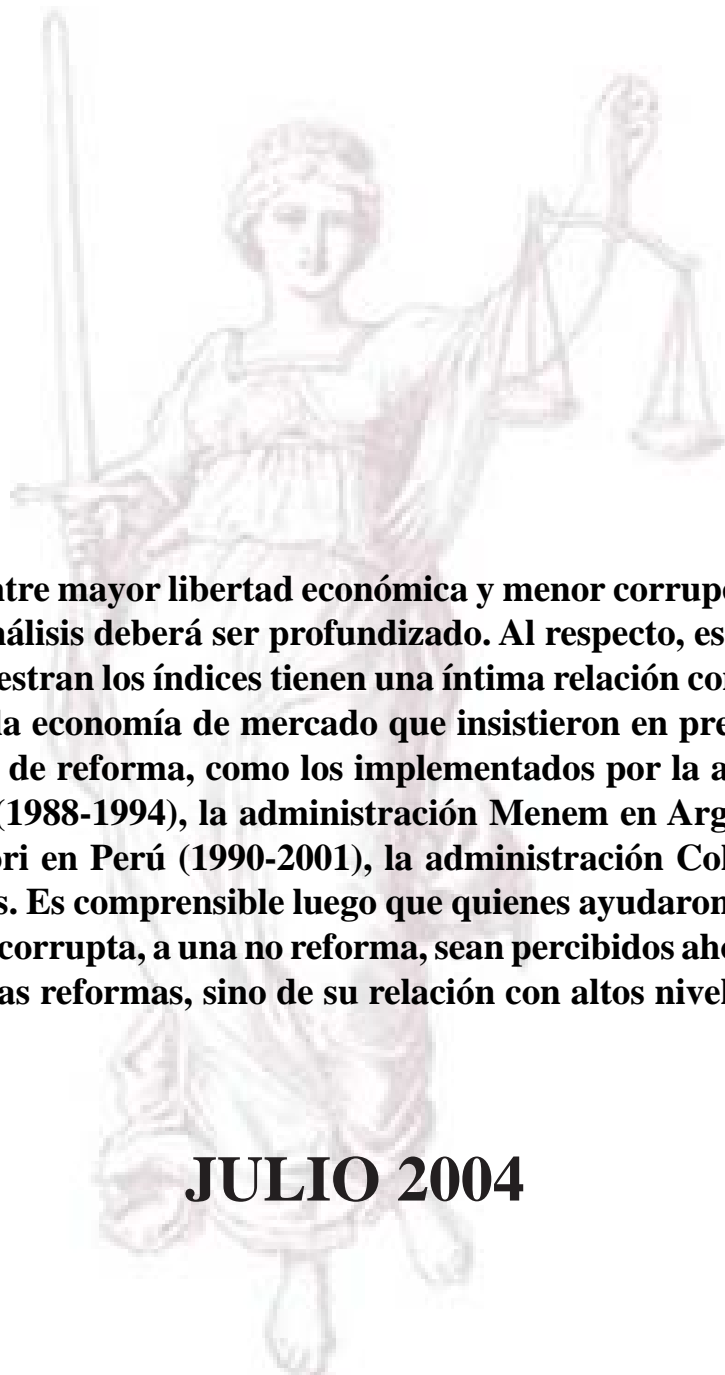 ntre mayor libertad económica y menor corrupc
nálisis deberá ser profundizado. Al respecto, es
estran los índices tienen una íntima relación con
la economía de mercado que insistieron en pre
de reforma, como los implementados por la a
(1988-1994), la administración Menem en Arg
ori en Perú (1990-2001), la administración Col
s. Es comprensible luego que quienes ayudaron
corrupta, a una no reforma, sean percibidos aho
as reformas, sino de su relación con altos nivel
JULIO 2004